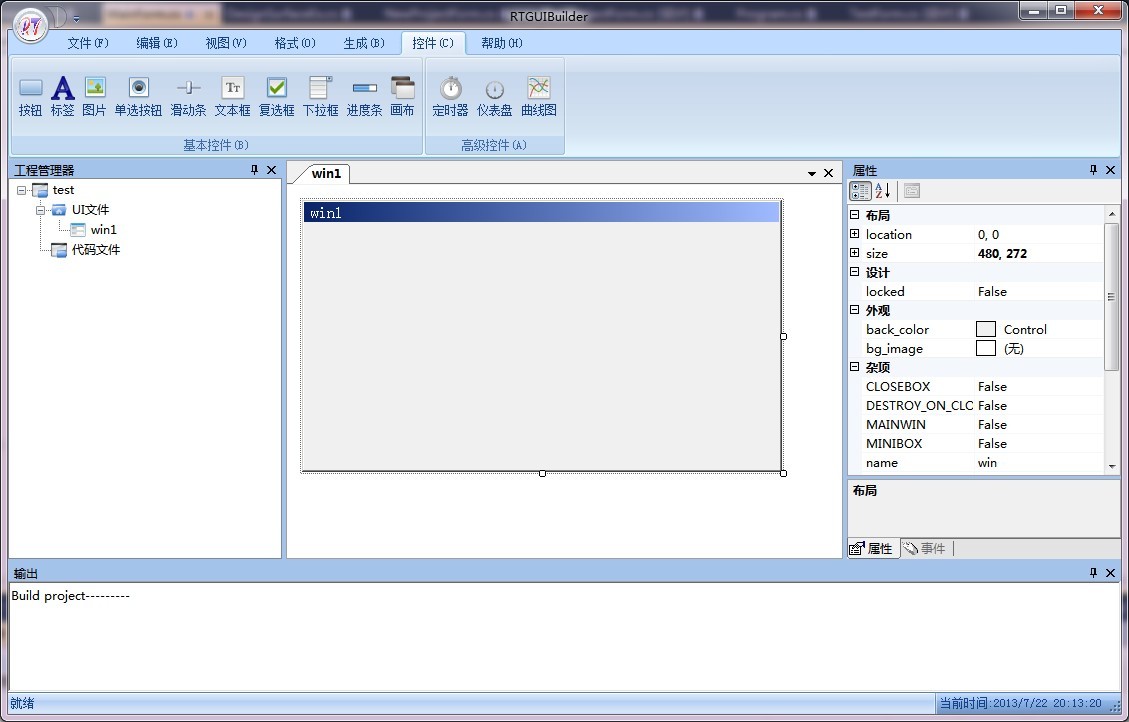 RTGUIBuilder
RT
文件(F) 编辑(E) 视图(V) 格式(O) 生成(B) 控件(C) 帮助(H)
按钮 标签 图片 单选按钮 滑动条 文本框 复选框 下拉框 进度条 画布 定时器 仪表盘 曲线图
基本控件(B) 高级控件(A)
工程管理器
test
UI文件
win1
代码文件
win1
win1
属性
布局
location 0, 0
size 480, 272
设计
locked False
外观
back_color Control
bg_image (无)
杂项
CLOSEBOX False
DESTROY_ON_CLO False
MAINWIN False
MINIBOX False
name win
布局
属性 事件
输出
Build project---------
就绪 当前时间:2013/7/22 20:13:20